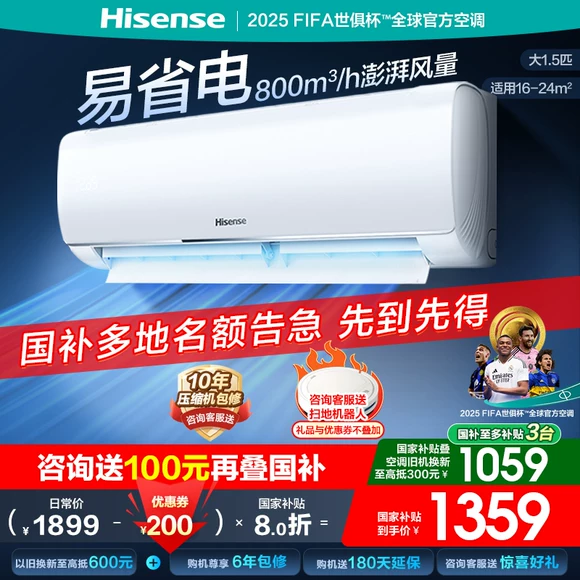 Hisense | 2025 FIFA世俱杯™全球官方空调
大1.5匹
适用16-24m²
易省电 800m³/h澎湃风量
Hisense
国补多地名额告急 先到先得
10年
压缩机包修
咨询客服送
咨询客服送
扫地机器人
礼品与优惠券不叠加
2025 FIFA世俱杯™全球官方空调
国补至多补贴3台
咨询送100元再叠国补
国家补贴叠
空调旧机换新
至高抵300元
¥1059
日常价 优惠券 国家补贴
(¥1899 - ¥200) × 8.0折 =
国家补贴
到手价
¥1359
以旧换新至高抵600元 + 购机尊享6年包修 购机送180天延保 咨询客服送惊喜好礼